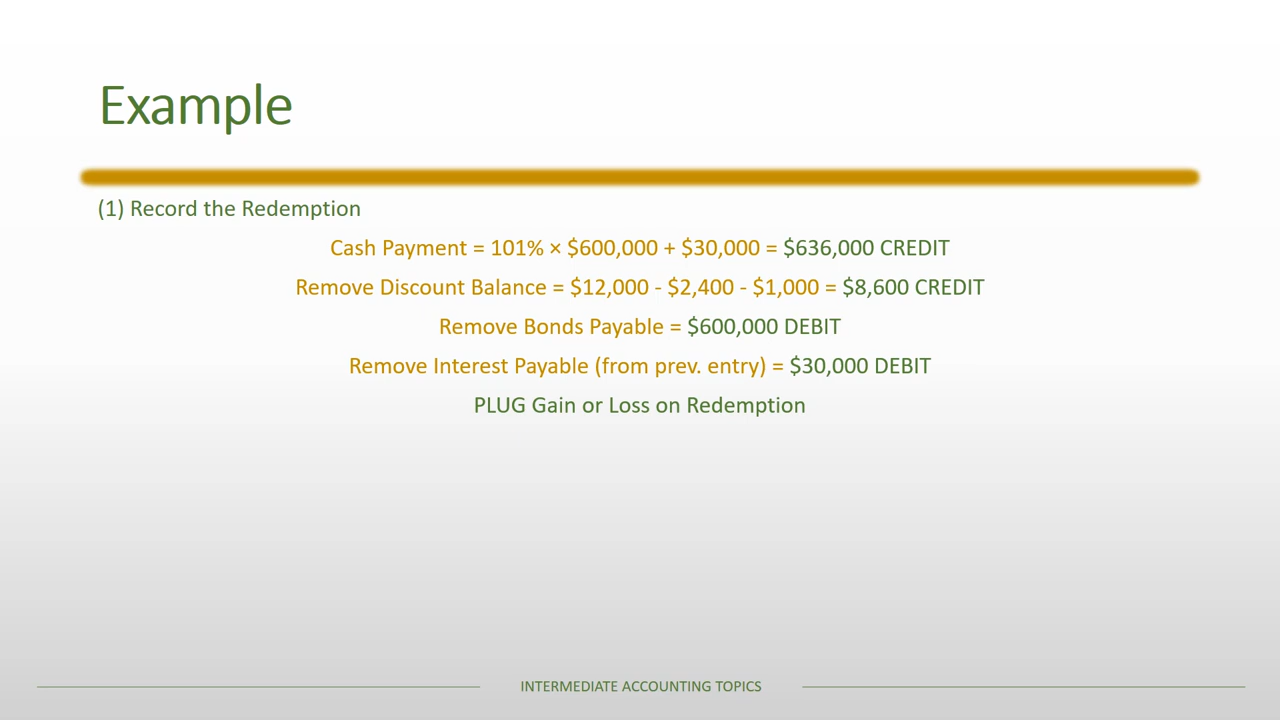 Example
(1) Record the Redemption
Cash Payment = 101% × $600,000 + $30,000 = $636,000 CREDIT
Remove Discount Balance = $12,000 - $2,400 - $1,000 = $8,600 CREDIT
Remove Bonds Payable = $600,000 DEBIT
Remove Interest Payable (from prev. entry) = $30,000 DEBIT
PLUG Gain or Loss on Redemption
INTERMEDIATE ACCOUNTING TOPICS